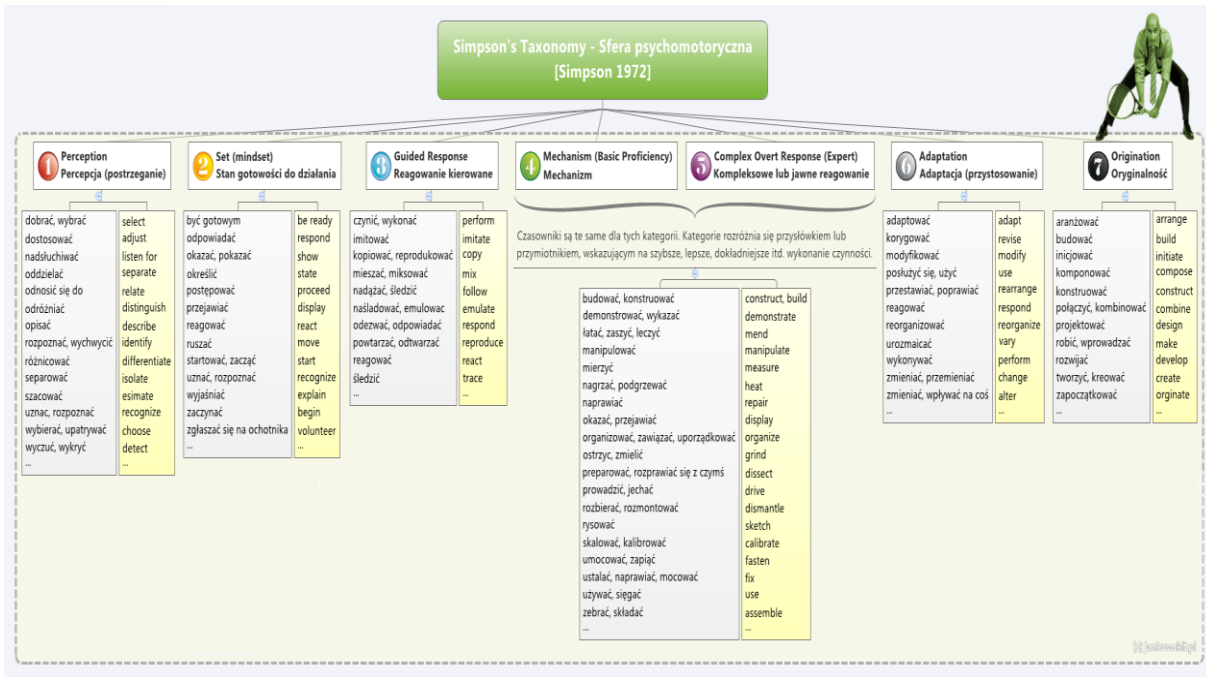 Simpson's Taxonomy - Sfera psychomotoryczna
[Simpson 1972]
1
Perception
Percepcja (postrzeganie)
2
Set (mindset)
Stan gotowości do działania
3
Guided Response
Reagowanie kierowane
4
Mechanism (Basic Proficiency)
Mechanizm
5
Complex Overt Response (Expert)
Kompleksowe lub jawne reagowanie
6
Adaptation
Adaptacja (przystosowanie)
7
Origination
Oryginalność
dobrać, wybrać
dostosować
nadsłuchiwać
oddzielać
odnosić się do
odróżniać
opisać
rozpoznać, wychwycić
różnicować
separować
szacować
uznac, rozpoznać
wybierać, upatrywać
wyczuć, wykryć
...
select
adjust
listen for
separate
relate
distinguish
describe
identify
differentiate
isolate
esimate
recognize
choose
detect
...
być gotowym
odpowiadać
okazać, pokazać
określić
postępować
przejawiać
reagować
ruszać
startować, zacząć
uznać, rozpoznać
wyjaśniać
zaczynać
zgłaszać się na ochotnika
...
be ready
respond
show
state
proceed
display
react
move
start
recognize
explain
begin
volunteer
...
czynić, wykonać
imitować
kopiować, reprodukować
mieszać, miksować
nadążać, śledzić
naśladować, emulowac
odezwać, odpowiadać
powtarzać, odtwarzać
reagować
śledzić
...
perform
imitate
copy
mix
follow
emulate
respond
reproduce
react
trace
...
Czasowniki są te same dla tych kategorii. Kategorie rozróżnia się przysłówkiem lub
przymiotnikiem, wskazującym na szybsze, lepsze, dokładniejsze itd. wykonanie czynności.
budować, konstruować
demonstrować, wykazać
łatać, zaszyć, leczyć
manipulować
mierzyć
nagrzać, podgrzewać
naprawiać
okazać, przejawiać
organizować, zawiązać, uporządkować
ostrzyc, zmielić
preparować, rozprawiać się z czymś
prowadzić, jechać
rozbierać, rozmontować
rysować
skalować, kalibrować
umocować, zapiąć
ustalać, naprawiać, mocować
używać, sięgać
zebrać, składać
...
construct, build
demonstrate
mend
manipulate
measure
heat
repair
display
organize
grind
dissect
drive
dismantle
sketch
calibrate
fasten
fix
use
assemble
...
adaptować
korygować
modyfikować
posłużyć się, użyć
przestawiać, poprawiać
reagować
reorganizować
urozmaicać
wykonywać
zmieniać, przemieniać
zmieniać, wpływać na coś
...
adapt
revise
modify
use
rearrange
respond
reorganize
vary
perform
change
alter
...
aranżować
budować
inicjować
komponować
konstruować
połączyć, kombinować
projektować
robić, wprowadzać
rozwijać
tworzyć, kreować
zapoczątkować
...
arrange
build
initiate
compose
construct
combine
design
make
develop
create
orginate
...